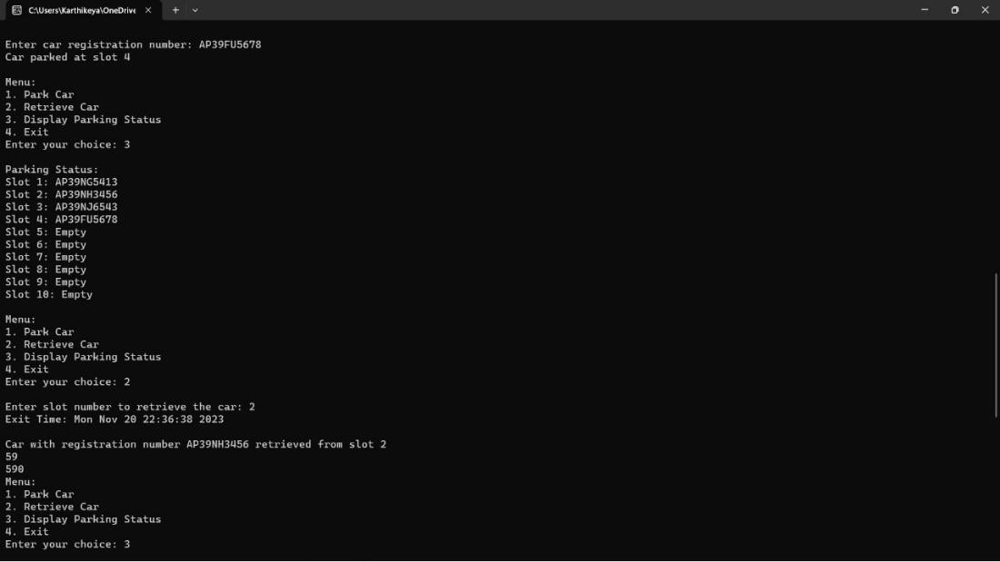 C:\Users\Karthikeya\OneDrive
Enter car registration number: AP39FU5678
Car parked at slot 4
Menu:
1. Park Car
2. Retrieve Car
3. Display Parking Status
4. Exit
Enter your choice: 3
Parking Status:
Slot 1: AP39NG5413
Slot 2: AP39NH3456
Slot 3: AP39NJ6543
Slot 4: AP39FU5678
Slot 5: Empty
Slot 6: Empty
Slot 7: Empty
Slot 8: Empty
Slot 9: Empty
Slot 10: Empty
Menu:
1. Park Car
2. Retrieve Car
3. Display Parking Status
4. Exit
Enter your choice: 2
Enter slot number to retrieve the car: 2
Exit Time: Mon Nov 20 22:36:38 2023
Car with registration number AP39NH3456 retrieved from slot 2
59
590
Menu:
1. Park Car
2. Retrieve Car
3. Display Parking Status
4. Exit
Enter your choice: 3